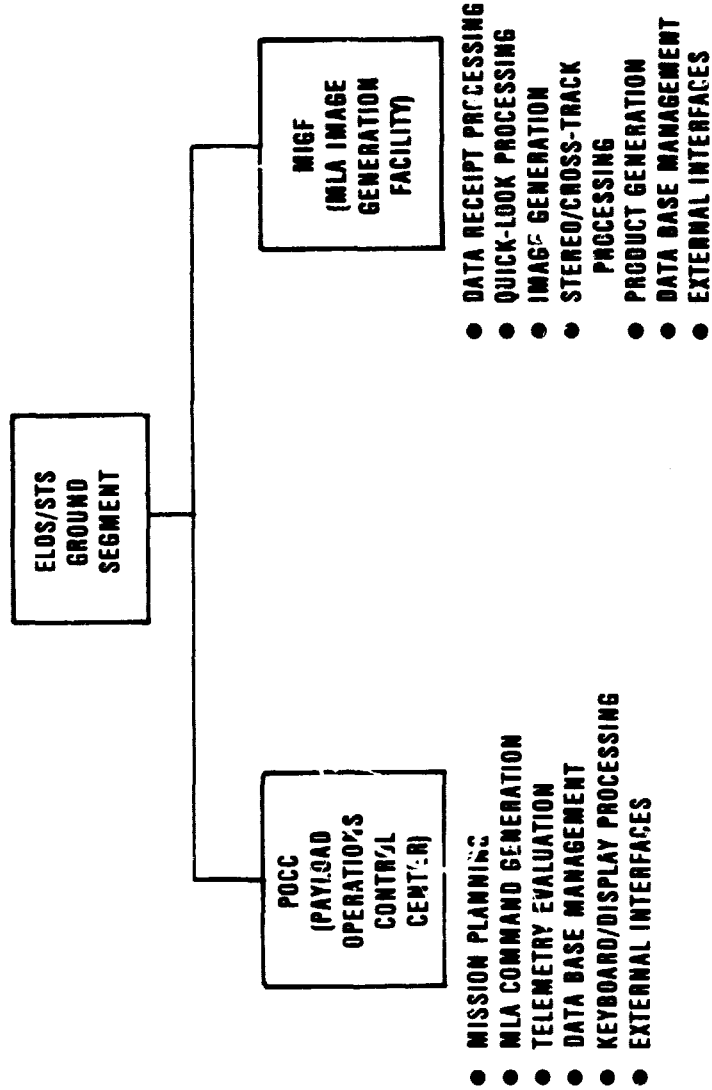 ELOS/STS
GROUND
SEGMENT
POCC
(PAYLOAD
OPERATIONS
CONTROL
CENTER)
● MISSION PLANNING
● MLA COMMAND GENERATION
● TELEMETRY EVALUATION
● DATA BASE MANAGEMENT
● KEYBOARD/DISPLAY PROCESSING
● EXTERNAL INTERFACES
MIGF
(MLA IMAGE
GENERATION
FACILITY)
● DATA RECEIPT PROCESSING
● QUICK-LOOK PROCESSING
● IMAGE GENERATION
● STEREO/CROSS-TRACK
PROCESSING
● PRODUCT GENERATION
● DATA BASE MANAGEMENT
● EXTERNAL INTERFACES